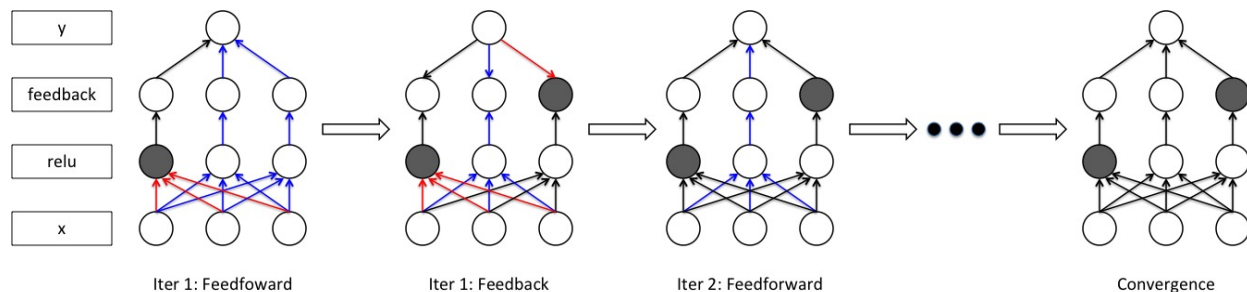 y
feedback
relu
x
Iter 1: Feedfoward
Iter 1: Feedback
Iter 2: Feedforward
Convergence